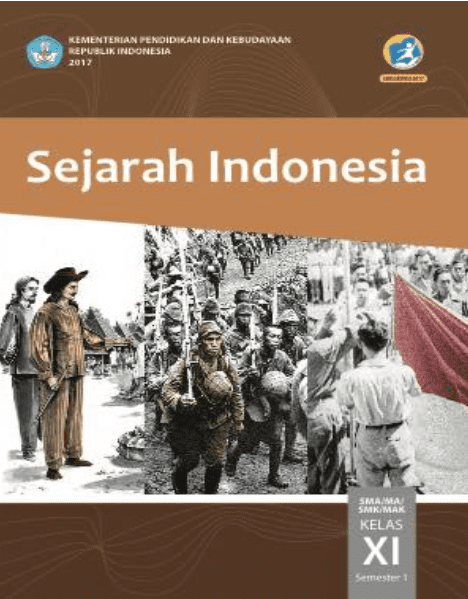 KEMENTERIAN PENDIDIKAN DAN KEBUDAYAAN
REPUBLIK INDONESIA
2017
Sejarah Indonesia
SMA/MA/
SMK/MAK
KELAS
XI
Semester 1